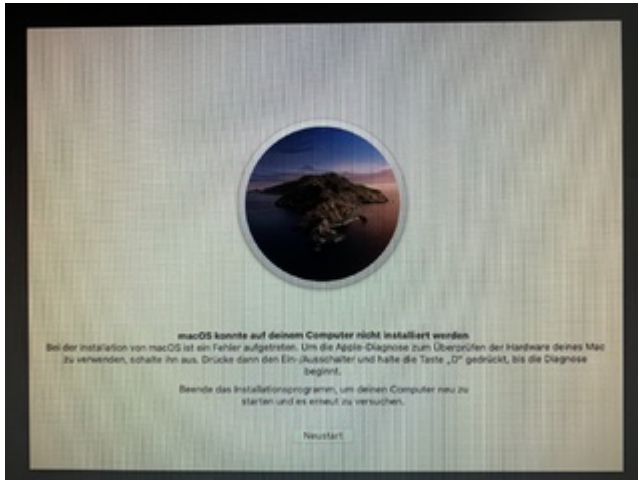 macOS konnte auf deinem Computer nicht installiert werden
Bei der Installation von macOS ist ein Fehler aufgetreten. Um die Apple-Diagnose zum Überprüfen der Hardware deines Mac
zu verwenden, schalte ihn aus. Drücke dann den Ein-/Ausschalter und halte die Taste „D“ gedrückt, bis die Diagnose
beginnt.
Beende das Installationsprogramm, um deinen Computer neu zu
starten und es erneut zu versuchen.
Neustart